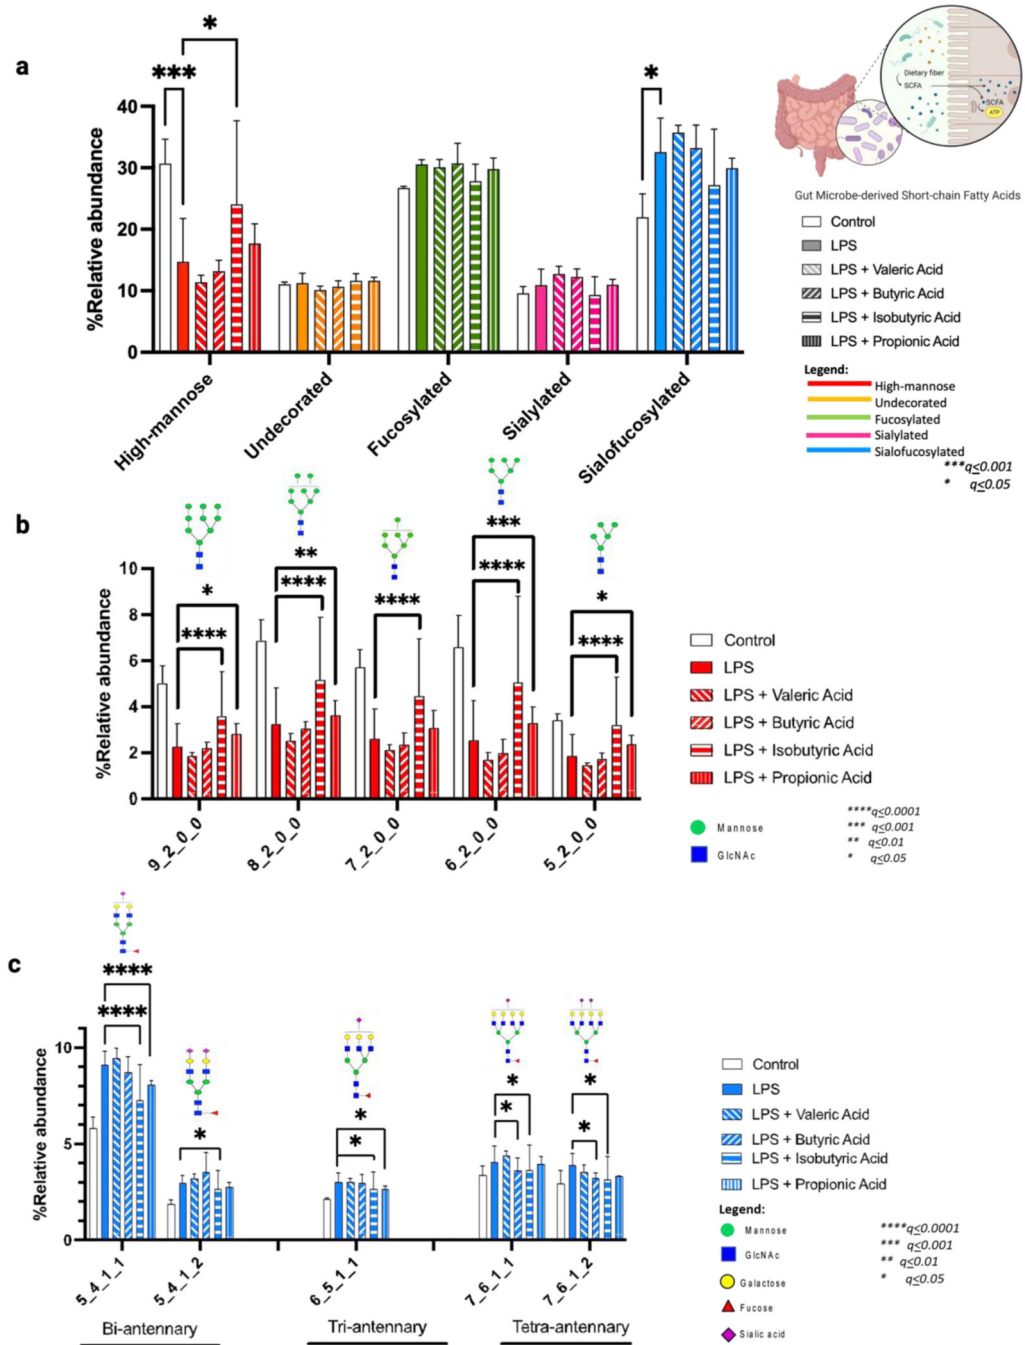 a
%Relative abundance
40
30
20
10
0
***
*
*
High-mannose
Undecorated
Fucosylated
Sialylated
Sialofucosylated
Dietary fiber
SCFA
SCFA
ATP
Gut Microbe-derived Short-chain Fatty Acids
Control
LPS
LPS + Valeric Acid
LPS + Butyric Acid
LPS + Isobutyric Acid
LPS + Propionic Acid
Legend:
High-mannose
Undecorated
Fucosylated
Sialylated
Sialofucosylated
***q≤0.001
* q≤0.05
b
%Relative abundance
10
8
6
4
2
0
*
****
**
****
****
***
****
*
****
9_2_0_0
8_2_0_0
7_2_0_0
6_2_0_0
5_2_0_0
Control
LPS
LPS + Valeric Acid
LPS + Butyric Acid
LPS + Isobutyric Acid
LPS + Propionic Acid
Mannose
GlcNAc
****q≤0.0001
*** q≤0.001
** q≤0.01
* q≤0.05
c
%Relative abundance
10
5
0
****
****
*
*
*
*
*
*
*
5_4_1_1
5_4_1_2
6_5_1_1
7_6_1_1
7_6_1_2
Bi-antennary
Tri-antennary
Tetra-antennary
Control
LPS
LPS + Valeric Acid
LPS + Butyric Acid
LPS + Isobutyric Acid
LPS + Propionic Acid
Legend:
Mannose
GlcNAc
Galactose
Fucose
Sialic acid
****q≤0.0001
*** q≤0.001
** q≤0.01
* q≤0.05